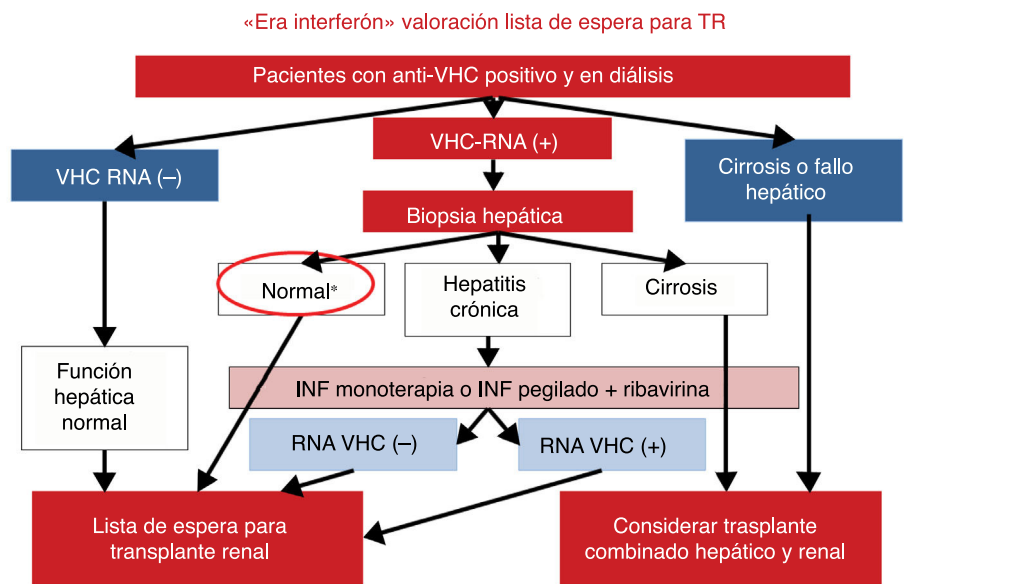 «Era interferón» valoración lista de espera para TR
Pacientes con anti-VHC positivo y en diálisis
VHC RNA (–)
VHC-RNA (+)
Cirrosis o fallo
hepático
Biopsia hepática
Normal*
Hepatitis
crónica
Cirrosis
Función
hepática
normal
INF monoterapia o INF pegilado + ribavirina
RNA VHC (–)
RNA VHC (+)
Lista de espera para
transplante renal
Considerar trasplante
combinado hepático y renal